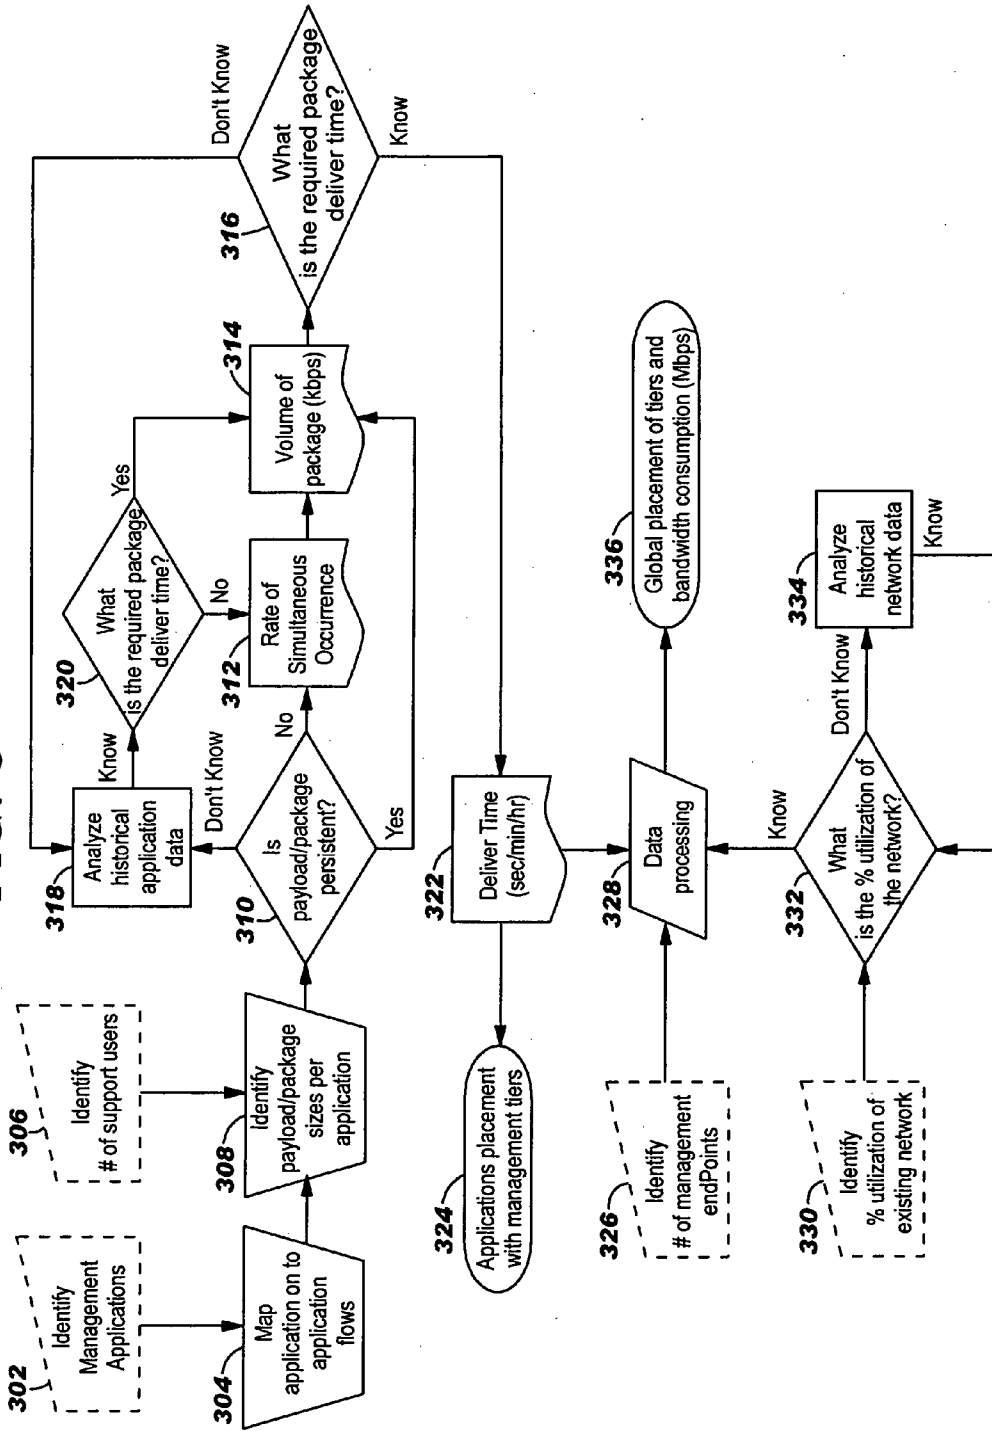 302
Identify
Management
Applications
306
Identify
# of support users
304
Map
application on to
application
flows
308
Identify
payload/package
sizes per
application
310
Is
payload/package
persistent?
Don't Know
No
Yes
318
Analyze
historical
application
data
Know
320
What
is the required package
deliver time?
Yes
No
312
Rate of
Simultaneous
Occurrence
314
Volume of
package (kbps)
316
What
is the required package
deliver time?
Don't Know
Know
322
Deliver Time
(sec/min/hr)
324
Applications placement
with management tiers
326
Identify
# of management
endPoints
328
Data
processing
336
Global placement of tiers and
bandwidth consumption (Mbps)
330
Identify
% utilization of
existing network
332
What
is the % utilization of
the network?
Know
Don't Know
334
Analyze
historical
network data
Know